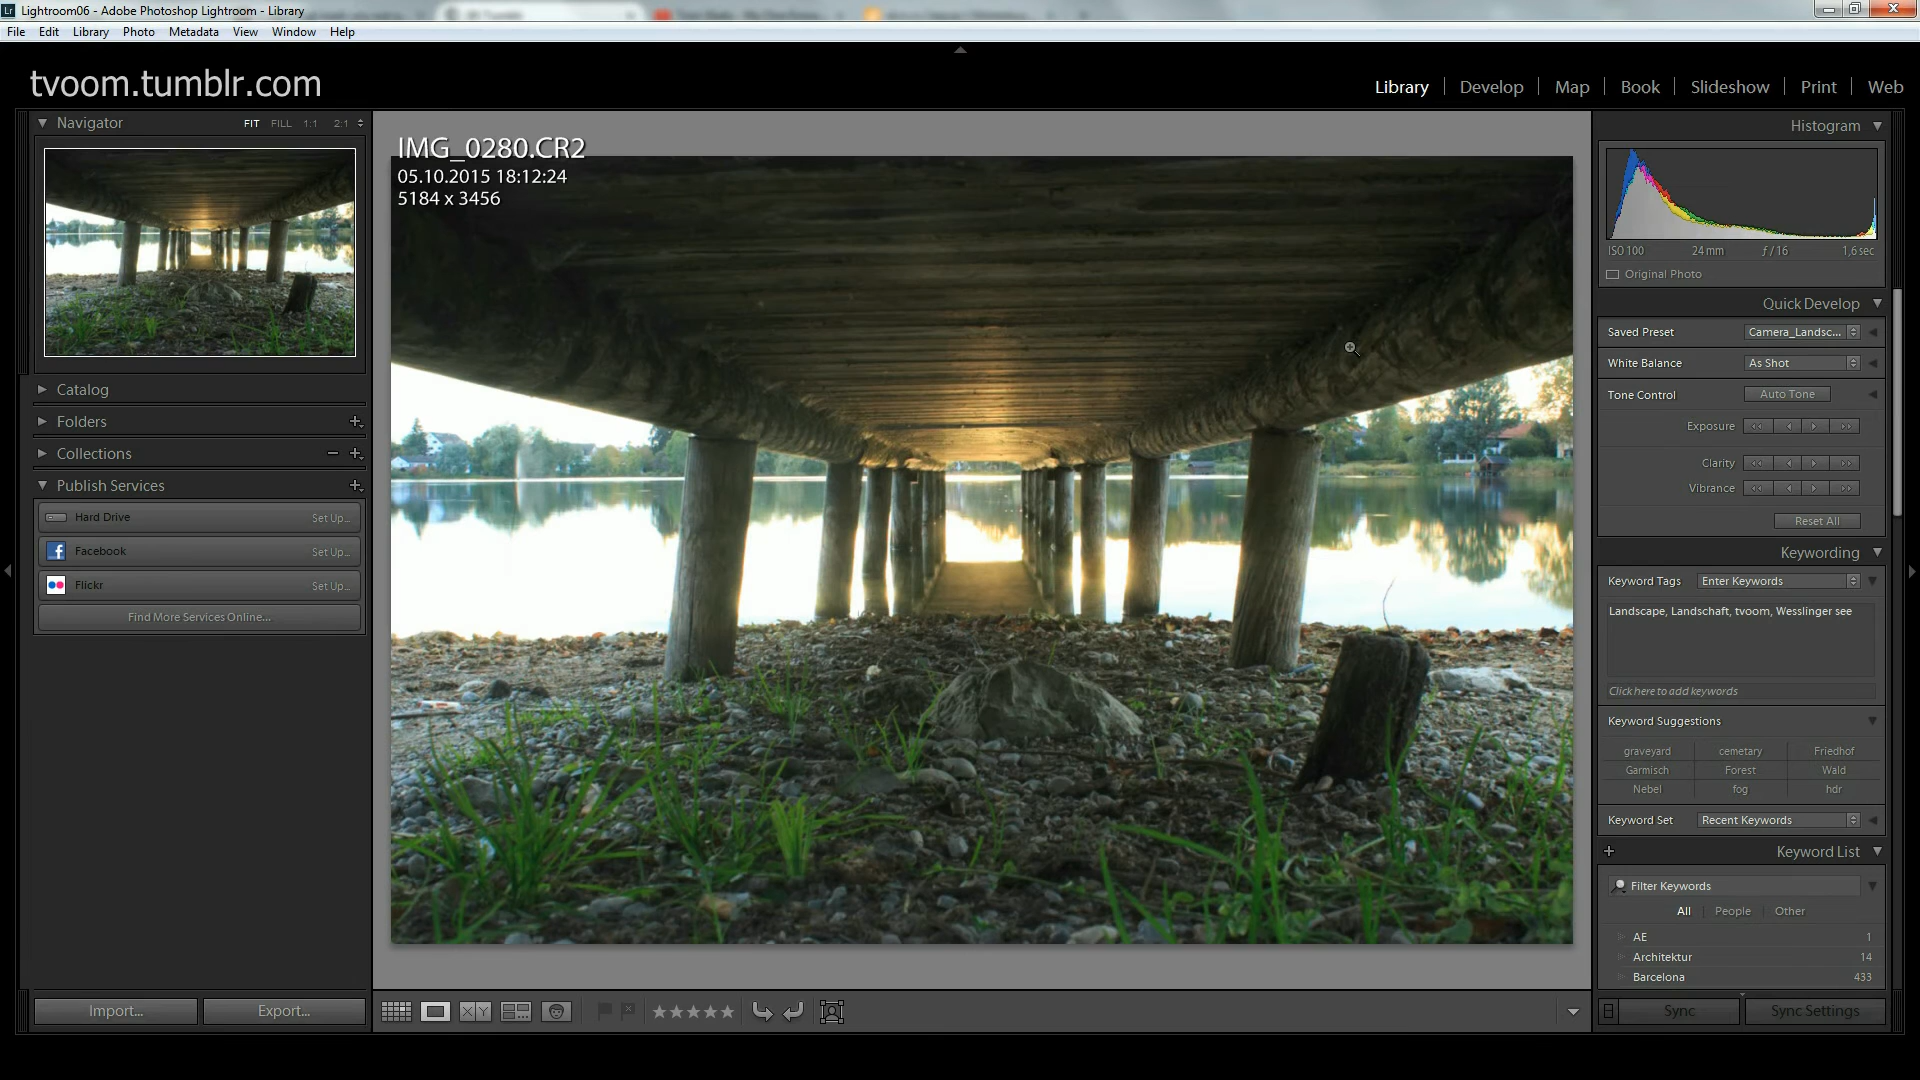 Lightroom06 - Adobe Photoshop Lightroom - Library
File Edit Library Photo Metadata View Window Help
tvoom.tumblr.com
Library Develop Map Book Slideshow Print Web
Navigator FIT FILL 1:1 2:1
Catalog
Folders
Collections
Publish Services
Hard Drive Set Up...
Facebook Set Up...
Flickr Set Up...
Find More Services Online...
Import... Export...
IMG_0280.CR2
05.10.2015 18:12:24
5184 x 3456
XY
Histogram
ISO 100 24 mm ƒ / 16 1,6 sec
Original Photo
Quick Develop
Saved Preset Camera_Landsc...
White Balance As Shot
Tone Control Auto Tone
Exposure
Clarity
Vibrance
Reset All
Keywording
Keyword Tags Enter Keywords
Landscape, Landschaft, tvoom, Wesslinger see
Click here to add keywords
Keyword Suggestions
graveyard cemetary Friedhof
Garmisch Forest Wald
Nebel fog hdr
Keyword Set Recent Keywords
Keyword List
Filter Keywords
All People Other
AE 1
Architektur 14
Barcelona 433
Sync Sync Settings